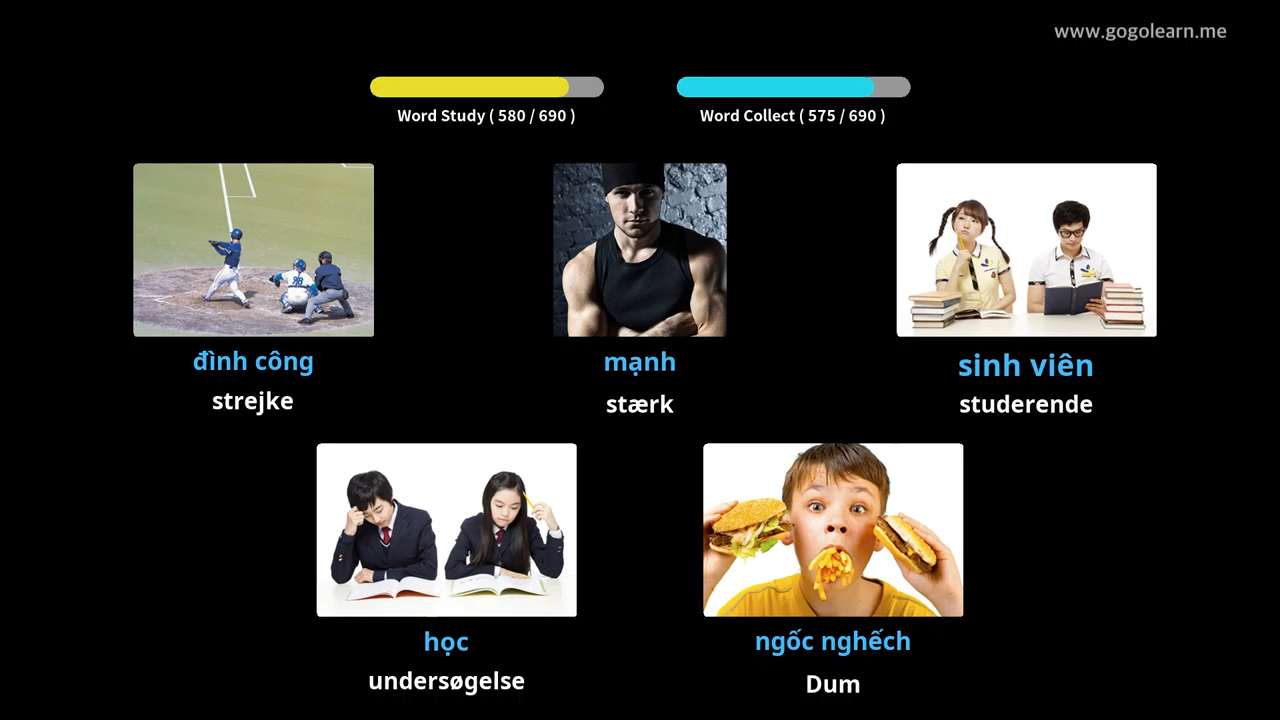 www.gogolearn.me
Word Study ( 580 / 690 )
Word Collect ( 575 / 690 )
đình công
strejke
mạnh
stærk
sinh viên
studerende
học
undersøgelse
ngốc nghếch
Dum